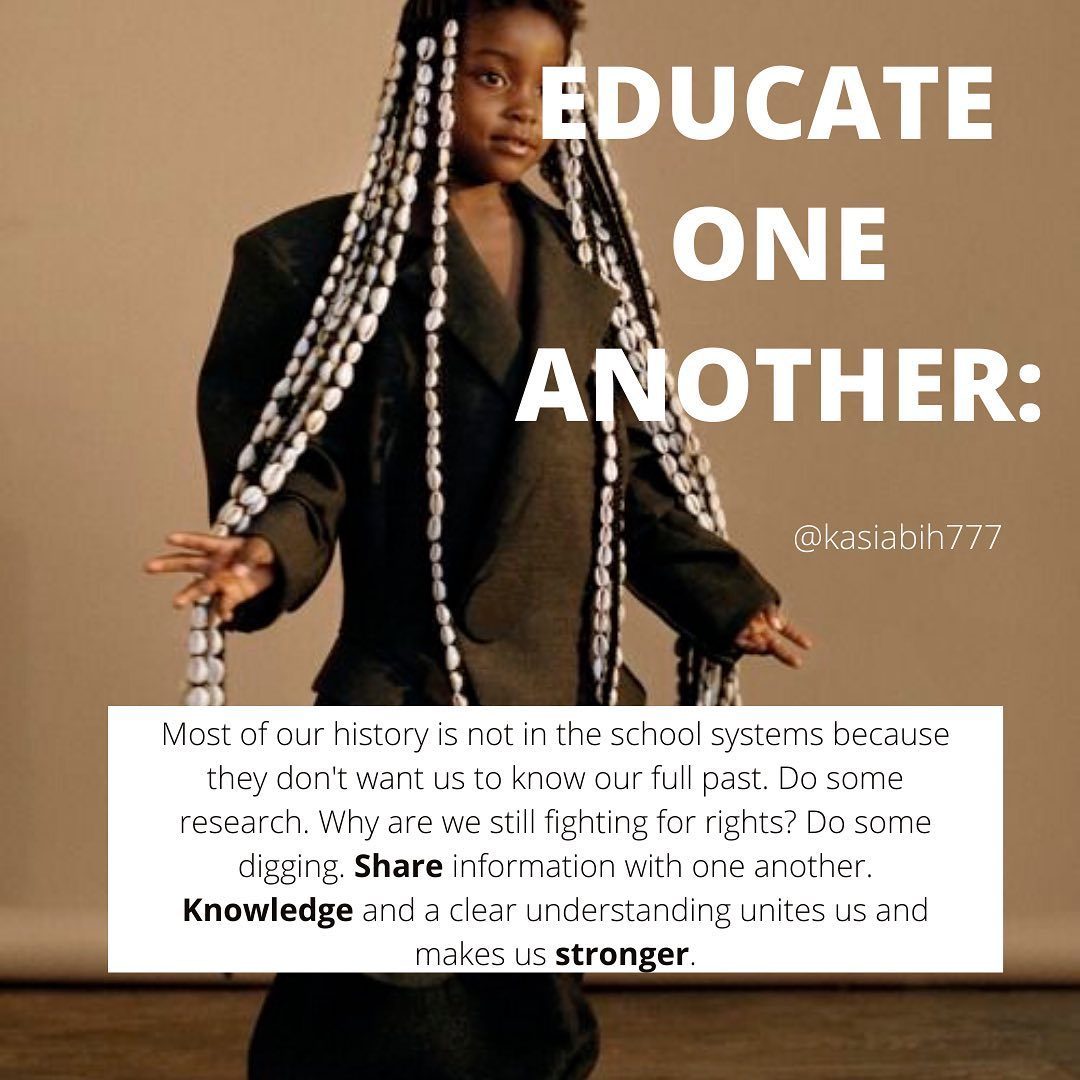 EDUCATE
ONE
ANOTHER:
@kasiabih777
Most of our history is not in the school systems because
they don't want us to know our full past. Do some
research. Why are we still fighting for rights? Do some
digging. Share information with one another.
Knowledge and a clear understanding unites us and
makes us stronger.